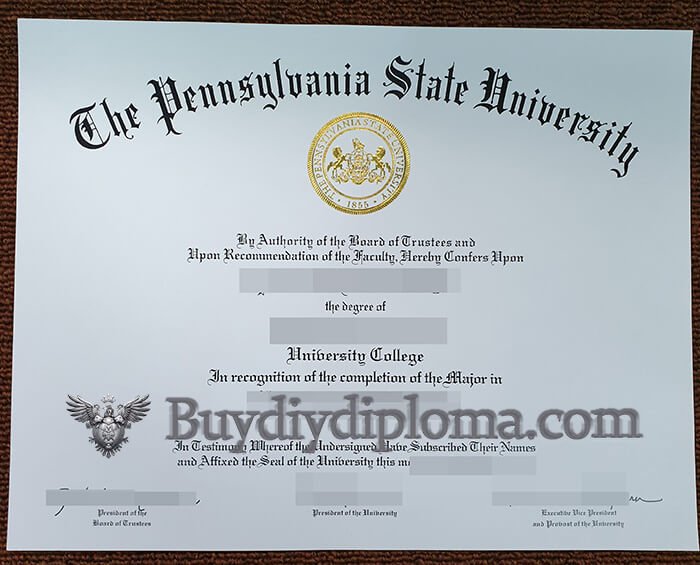 The Pennsylvania State University
THE PENNSYLVANIA STATE UNIVERSITY
1855
By Authority of the Board of Trustees and
Upon Recommendation of the Faculty, Hereby Confers Upon
the degree of
University College
In recognition of the completion of the Major in
Buydiydiploma.com
In Testimony Whereof the Undersigned Have Subscribed Their Names
and Affixed the Seal of the University this
President of the
Board of Trustees
President of the University
Executive Vice President
and Provost of the University